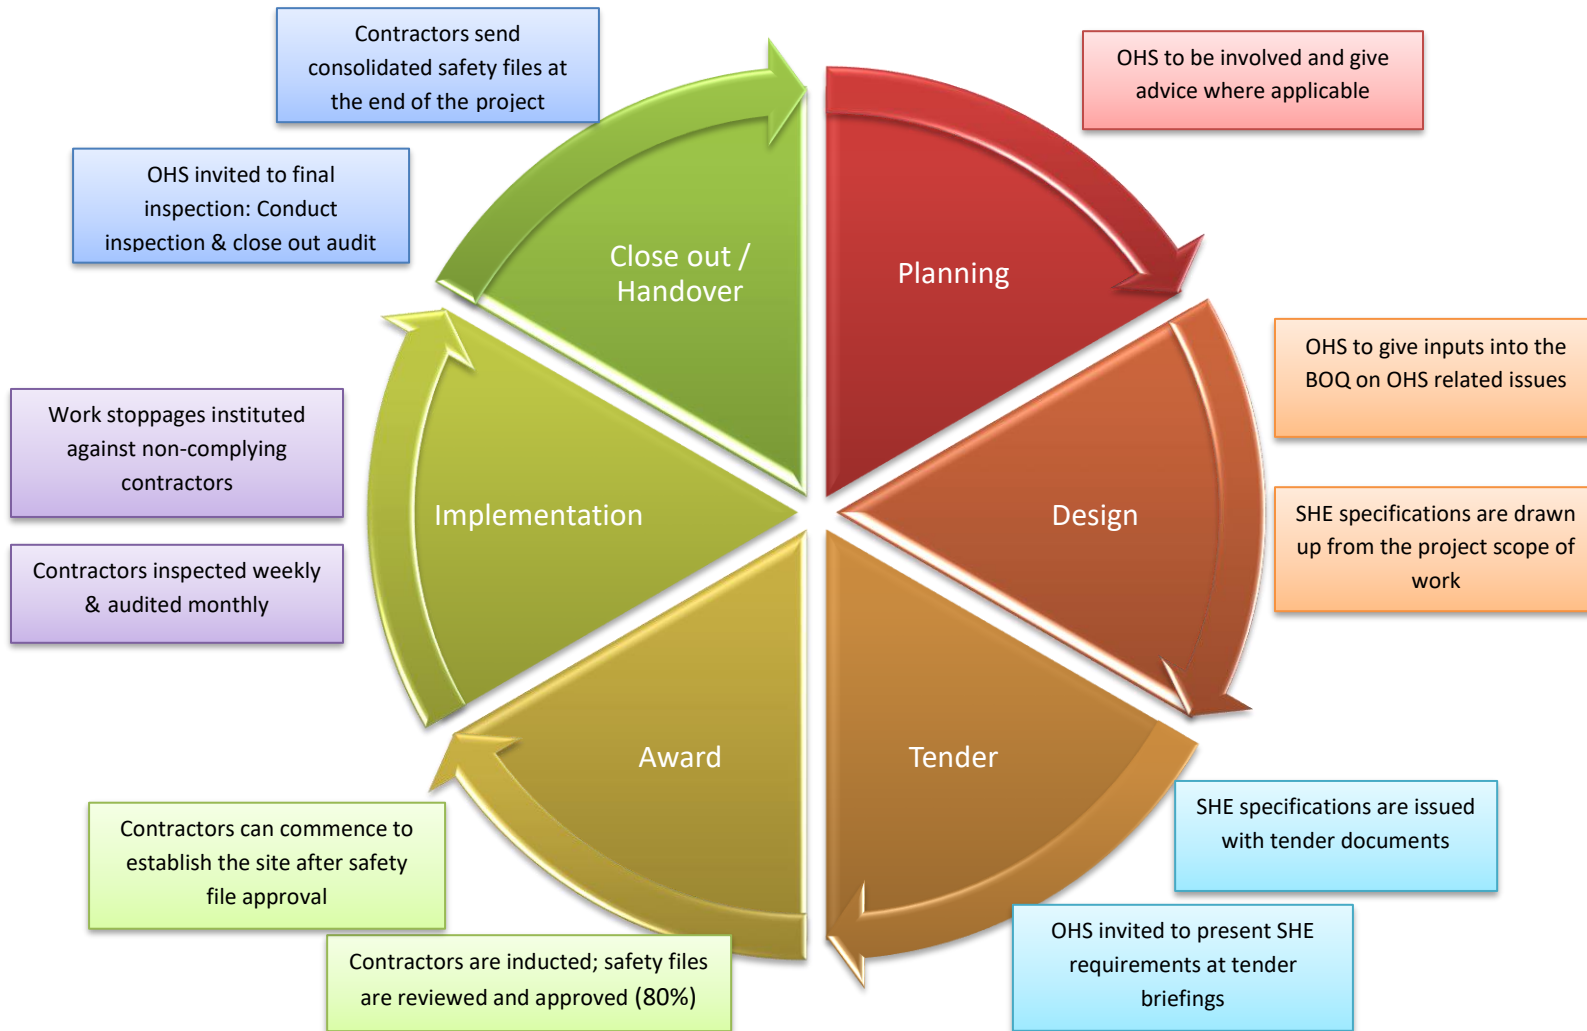 Contractors send
consolidated safety files at
the end of the project
OHS to be involved and give
advice where applicable
OHS invited to final
inspection: Conduct
inspection & close out audit
Close out /
Handover
Planning
OHS to give inputs into the
BOQ on OHS related issues
Work stoppages instituted
against non-complying
contractors
Implementation
Design
SHE specifications are drawn
up from the project scope of
work
Contractors inspected weekly
& audited monthly
Award
Tender
SHE specifications are issued
with tender documents
Contractors can commence to
establish the site after safety
file approval
OHS invited to present SHE
requirements at tender
briefings
Contractors are inducted; safety files
are reviewed and approved (80%)